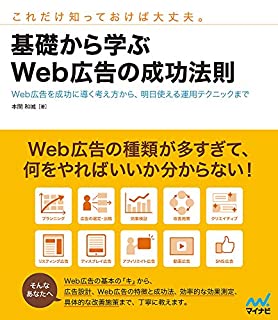 これだけ知っておけば大丈夫。
基礎から学ぶ
Web広告の成功法則
Web広告を成功に導く考え方から、明日使える運用テクニックまで
本間 和城[著]
Web広告の種類が多すぎて、
何をやればいいか分からない!
プランニング
広告の選定・出稿
効果検証
改善施策
クリエイティブ
リスティング広告
ディスプレイ広告
アフィリエイト広告
動画広告
SNS広告
そんな
あなたへ
Web広告の基本の「キ」から、
広告設計、Web広告の特徴と成功法、効率的な効果測定、
具体的な改善施策まで、丁寧に教えます。
マイナビ